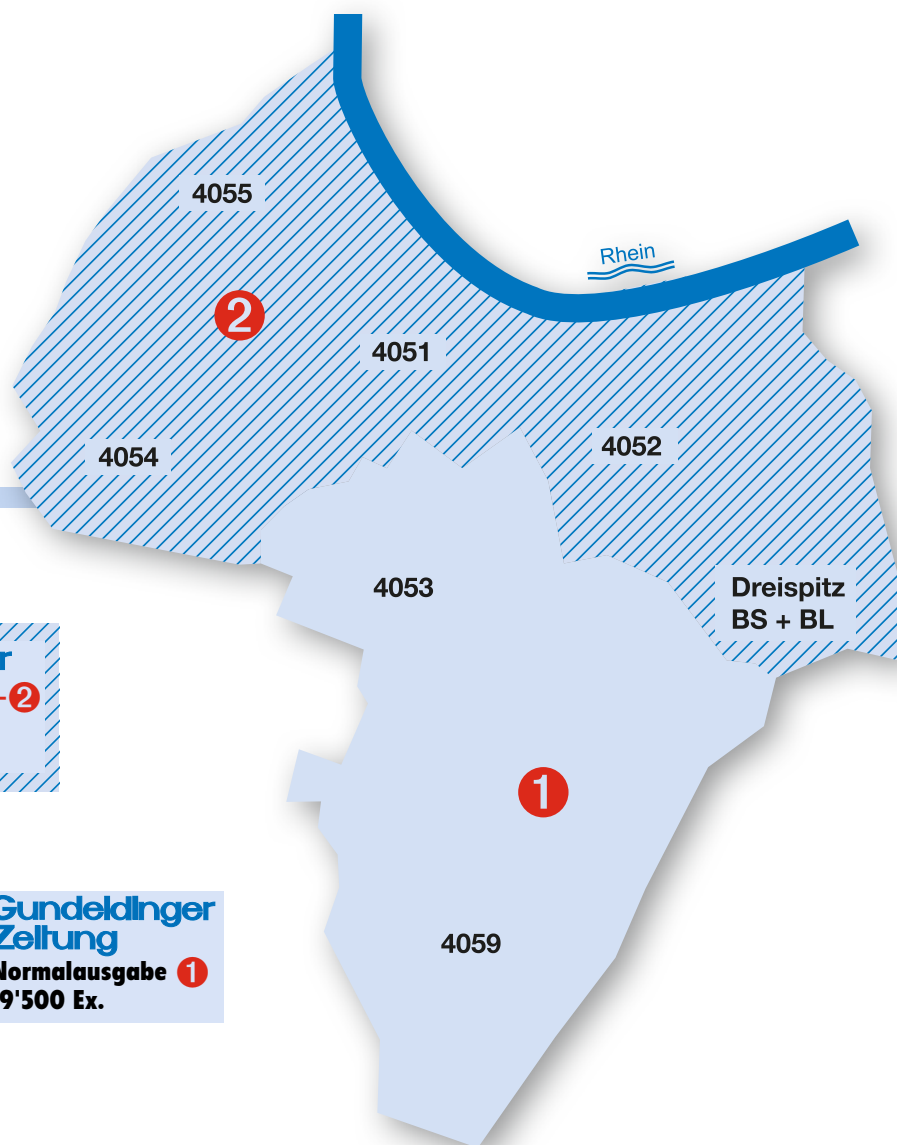 4055
Rhein
2
4051
4052
4054
4053
Dreispitz
BS + BL
2
1
Gundeldinger
Zeitung
4059
Normalausgabe 1
9'500 Ex.